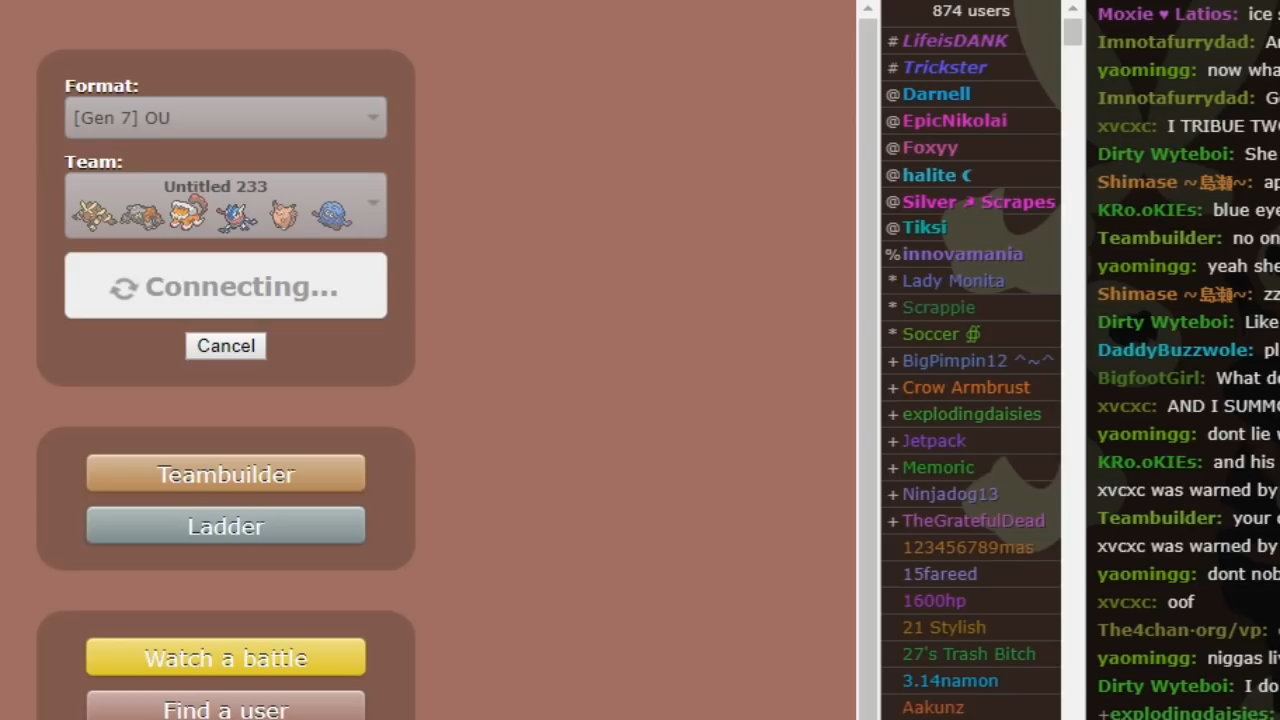 Format:
[Gen 7] OU
Team:
Untitled 233
Connecting...
Cancel
Teambuilder
Ladder
Watch a battle
Find a user
874 users
# LifeisDANK
# Trickster
@ Darnell
@ EpicNikolai
@ Foxyy
@ halite ☾
@ Silver ↗ Scrapes
@ Tiksi
% innovamania
* Lady Monita
* Scrappie
* Soccer ∯
+ BigPimpin12 ^~^
+ Crow Armbrust
+ explodingdaisies
+ Jetpack
+ Memoric
+ Ninjadog13
+ TheGratefulDead
123456789mas
15fareed
1600hp
21 Stylish
27's Trash Bitch
3.14namon
Aakunz
Moxie ♥ Latios: ice
Imnotafurrydad: A
yaomingg: now wha
Imnotafurrydad: G
xvcxc: I TRIBUE TW
Dirty Wyteboi: She
Shimase ~島瀬~: ap
KRo.oKIEs: blue eye
Teambuilder: no on
yaomingg: yeah she
Shimase ~島瀬~: zz
Dirty Wyteboi: Like
DaddyBuzzwole: pl
BigfootGirl: What d
xvcxc: AND I SUMM
yaomingg: dont lie
KRo.oKIEs: and his
xvcxc was warned by
Teambuilder: your
xvcxc was warned by
yaomingg: dont nob
xvcxc: oof
The4chan·org/vp:
yaomingg: niggas li
Dirty Wyteboi: I do
+explodingdaisies: